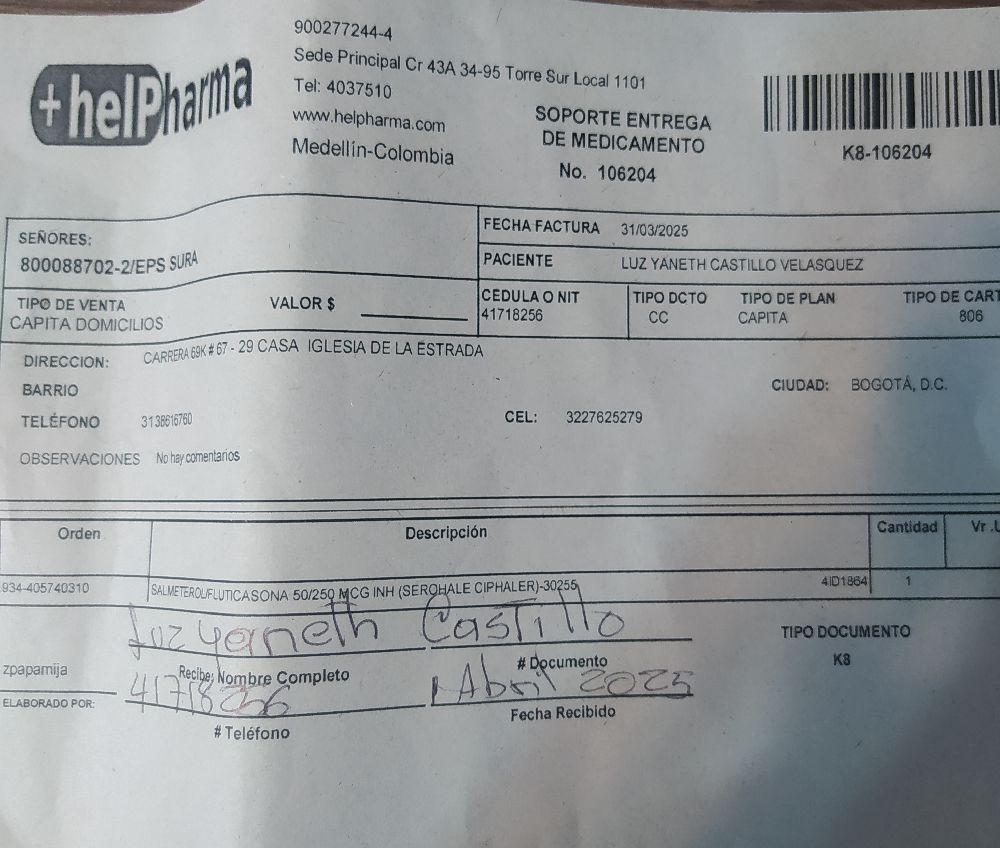 +helPharma
900277244-4
Sede Principal Cr 43A 34-95 Torre Sur Local 1101
Tel: 4037510
www.helpharma.com
Medellín-Colombia
SOPORTE ENTREGA
DE MEDICAMENTO
No. 106204
K8-106204
SEÑORES:
800088702-2/EPS SURA
FECHA FACTURA 31/03/2025
PACIENTE LUZ YANETH CASTILLO VELASQUEZ
TIPO DE VENTA VALOR $
CAPITA DOMICILIOS
CEDULA O NIT TIPO DCTO TIPO DE PLAN TIPO DE CART
41718256 CC CAPITA 806
DIRECCION: CARRERA 69K # 67 - 29 CASA IGLESIA DE LA ESTRADA
BARRIO CIUDAD: BOGOTÁ, D.C.
TELÉFONO 3138616760 CEL: 3227625279
OBSERVACIONES No hay comentarios
Orden Descripción Cantidad Vr .U
934-405740310 SALMETEROL/FLUTICASONA 50/250 MCG INH (SEROHALE CIPHALER)-30255 4ID1864 1
Luz yaneth Castillo
Recibe: Nombre Completo # Documento
TIPO DOCUMENTO
K8
zpapamija
41718256 1 Abril 2025
ELABORADO POR:
# Teléfono Fecha Recibido